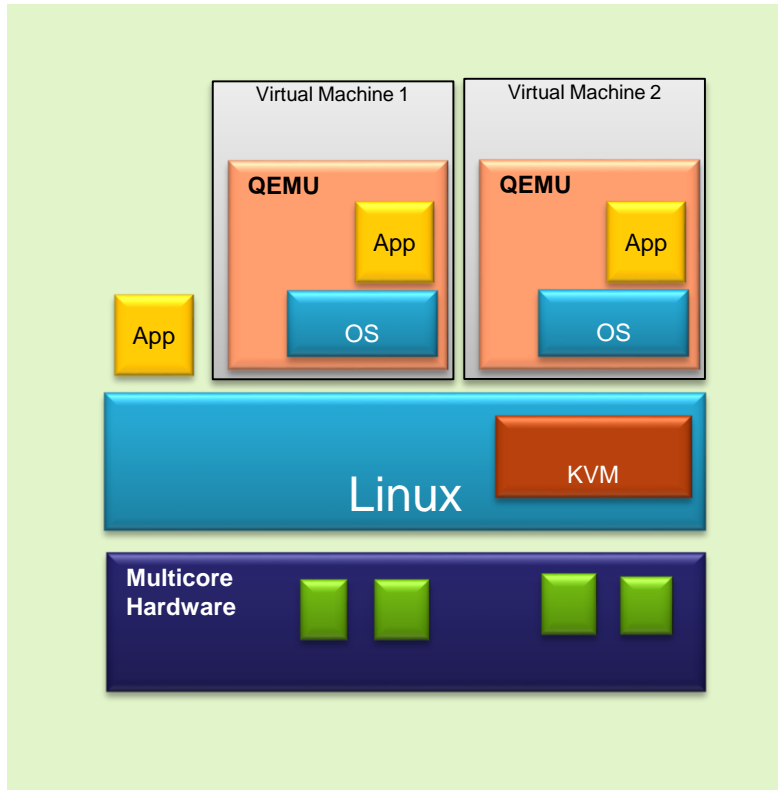 Virtual Machine 1
Virtual Machine 2
QEMU
QEMU
App
App
OS
OS
App
Linux
KVM
Multicore
Hardware